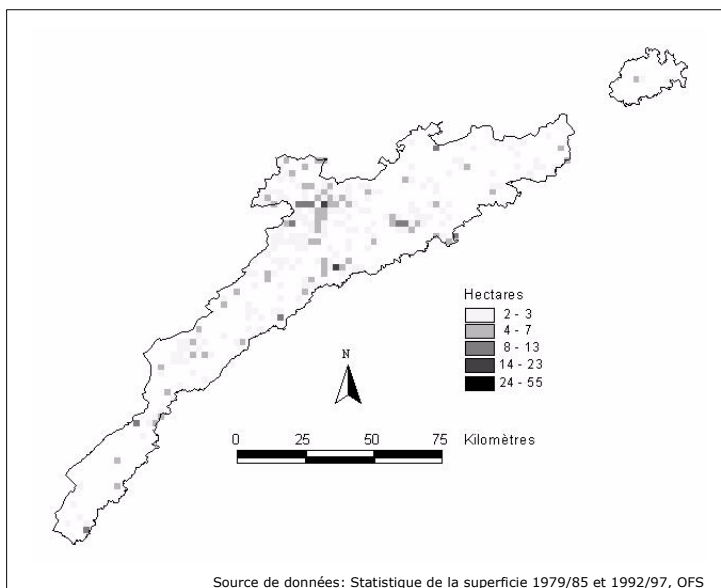 Hectares
2 - 3
4 - 7
8 - 13
14 - 23
24 - 55
N
0 25 50 75 Kilomètres
Source de données: Statistique de la superficie 1979/85 et 1992/97, OFS